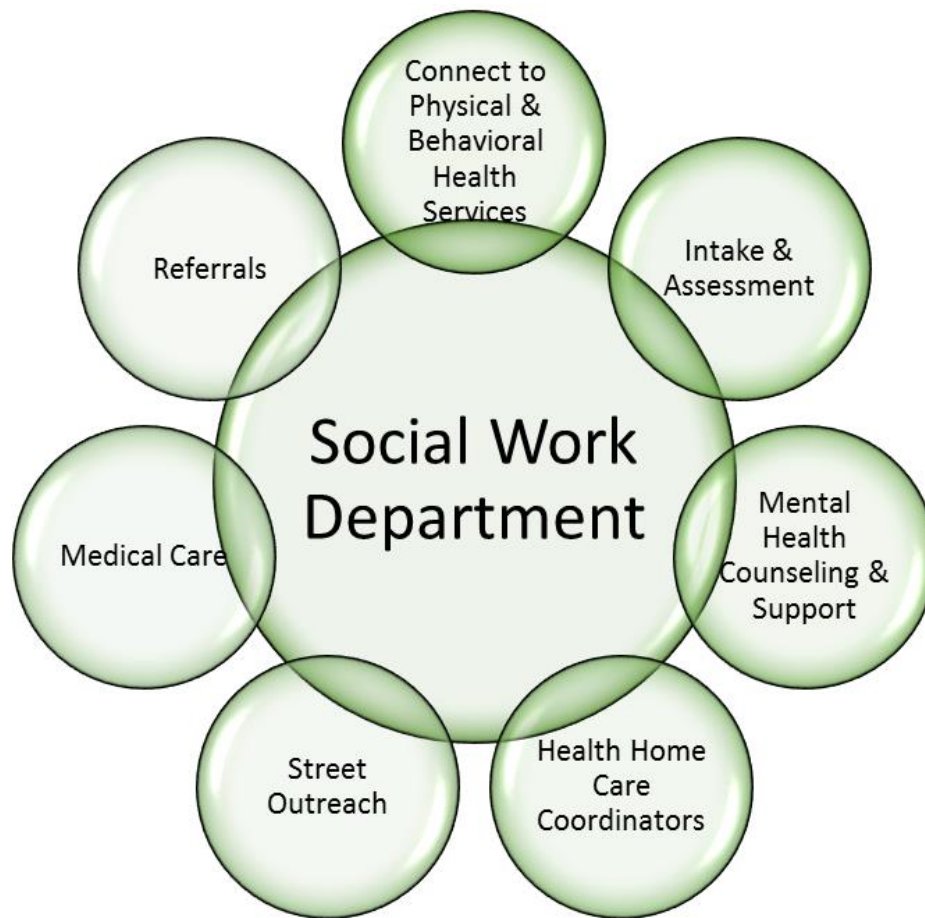 Connect to
Physical &
Behavioral
Health
Services
Intake &
Assessment
Mental
Health
Counseling &
Support
Health Home
Care
Coordinators
Street
Outreach
Medical Care
Referrals
Social Work
Department